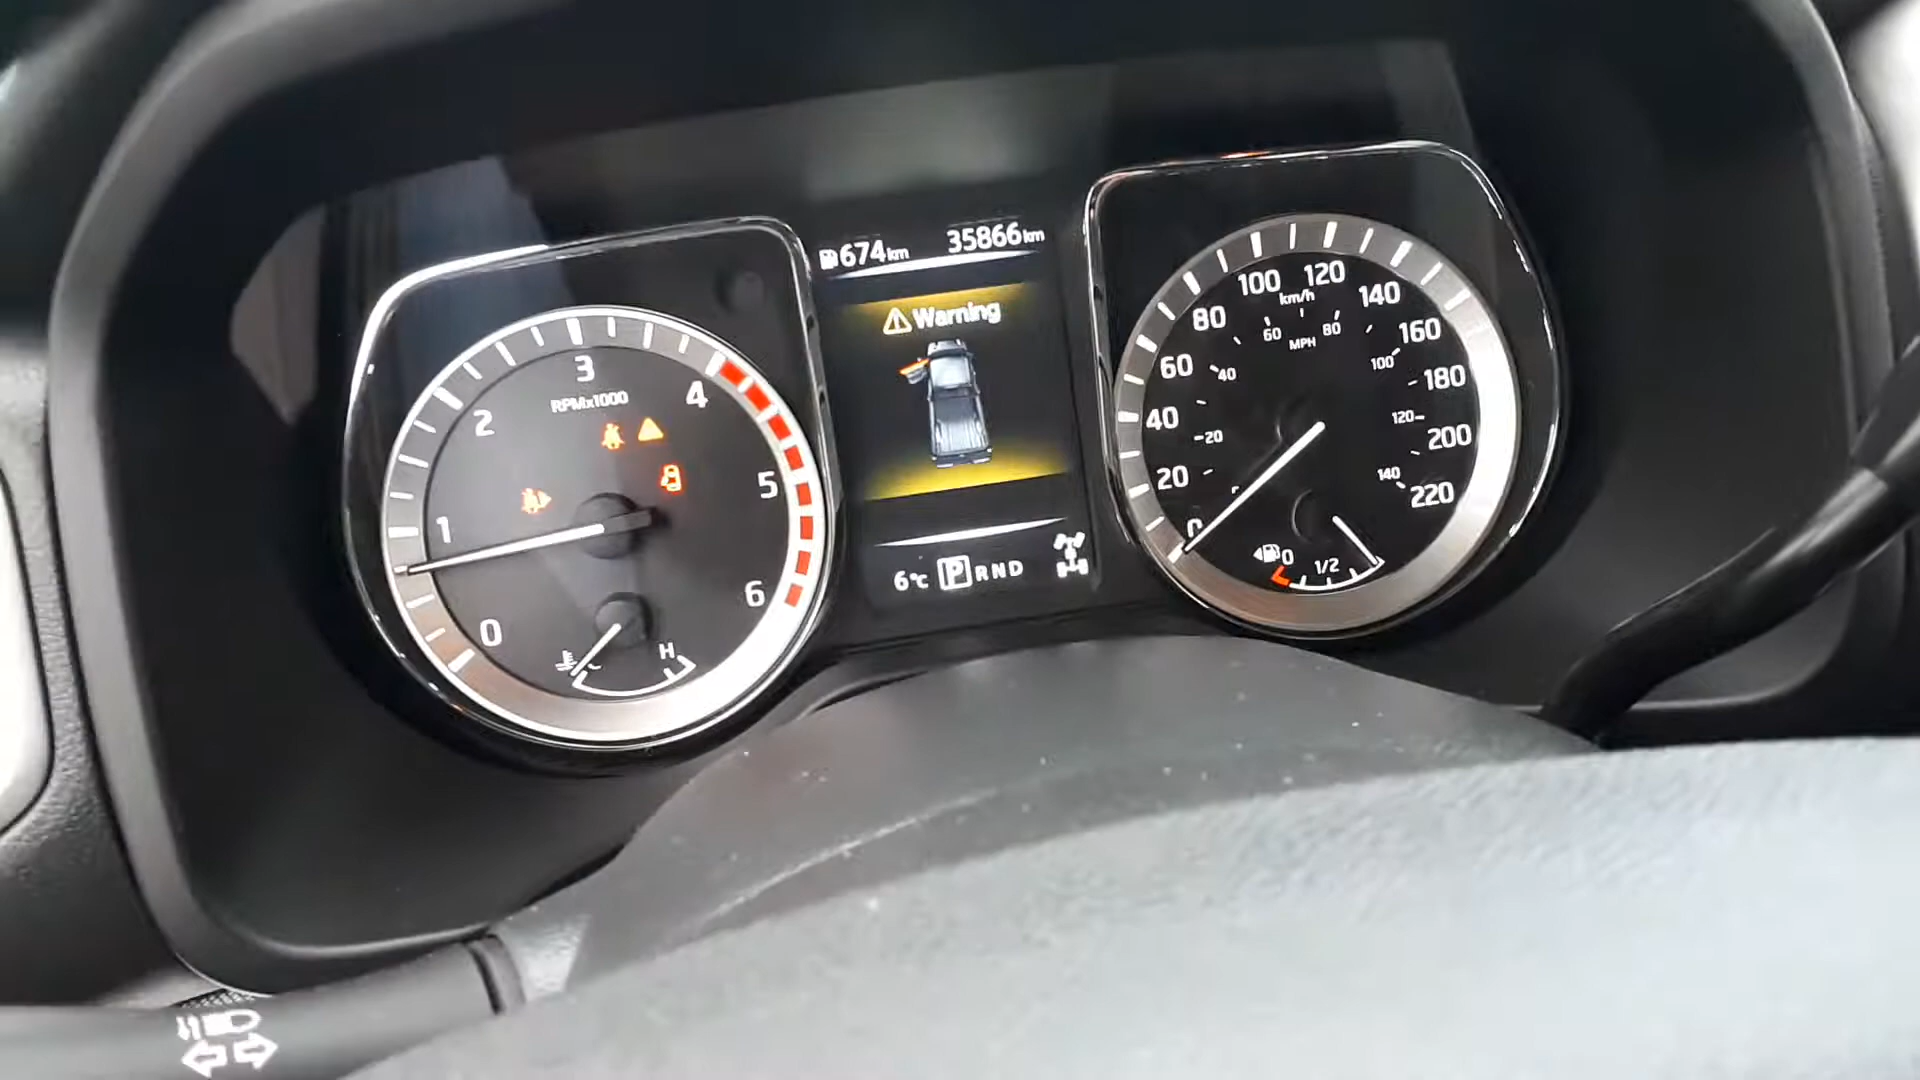 674km 35866km
Warning
6°C P R N D
0 1 2 3 4 5 6
RPMx1000
H
0 20 40 60 80 100 120 140 160 180 200 220
km/h
20 40 60 80 100 120 140
MPH
0 1/2